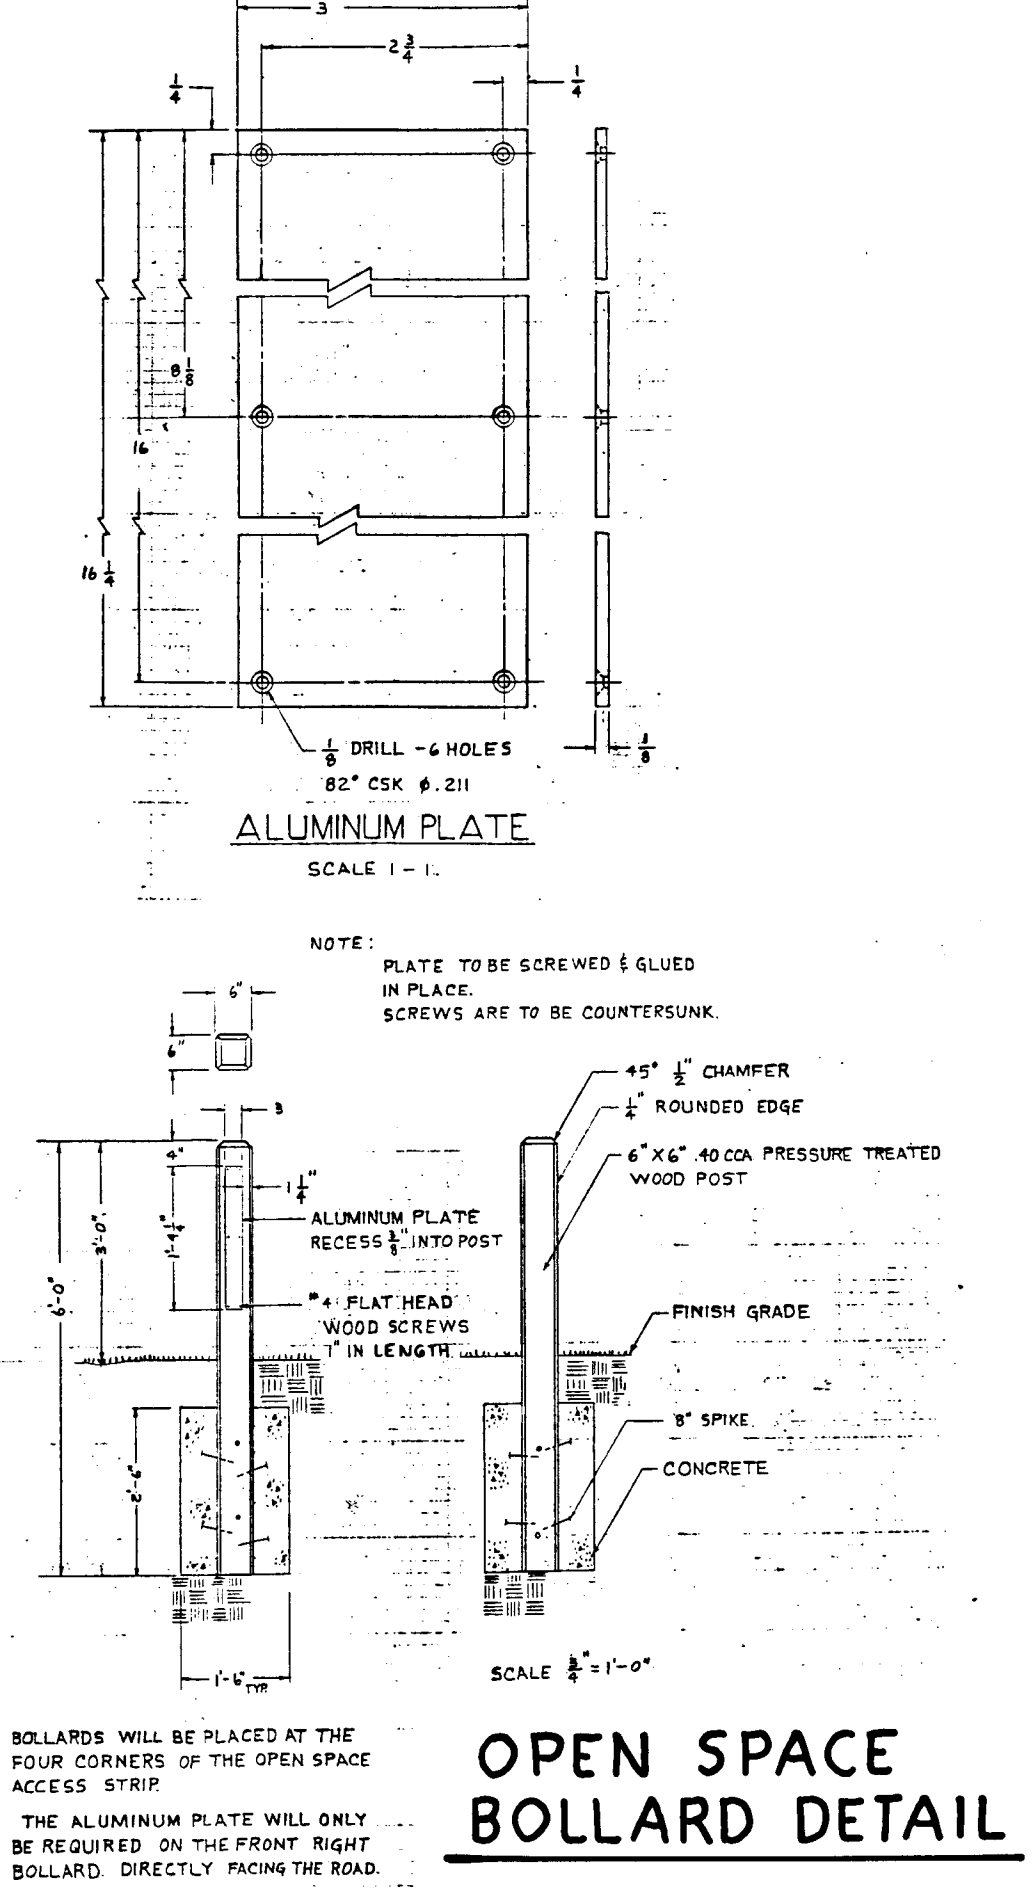 3
2 3/4
1/4
1/4
8 1/8
16
16 1/4
1/8 DRILL - 6 HOLES
82° CSK ϕ.211
1/8
ALUMINUM PLATE
SCALE 1 - 1
NOTE:
PLATE TO BE SCREWED & GLUED
IN PLACE.
SCREWS ARE TO BE COUNTERSUNK.
6"
6"
3
4"
1 1/4"
1'-4 1/4"
3'-0"
6'-0"
ALUMINUM PLATE
RECESS 3/8" INTO POST
#4 FLAT HEAD
WOOD SCREWS
1" IN LENGTH.
2'-6"
1'-6" TYP.
45° 1/2" CHAMFER
1/4" ROUNDED EDGE
6" X 6" .40 CCA PRESSURE TREATED
WOOD POST
FINISH GRADE
8" SPIKE
CONCRETE
SCALE 3/4" = 1'-0"
BOLLARDS WILL BE PLACED AT THE
FOUR CORNERS OF THE OPEN SPACE
ACCESS STRIP.
THE ALUMINUM PLATE WILL ONLY
BE REQUIRED ON THE FRONT RIGHT
BOLLARD. DIRECTLY FACING THE ROAD.
OPEN SPACE
BOLLARD DETAIL